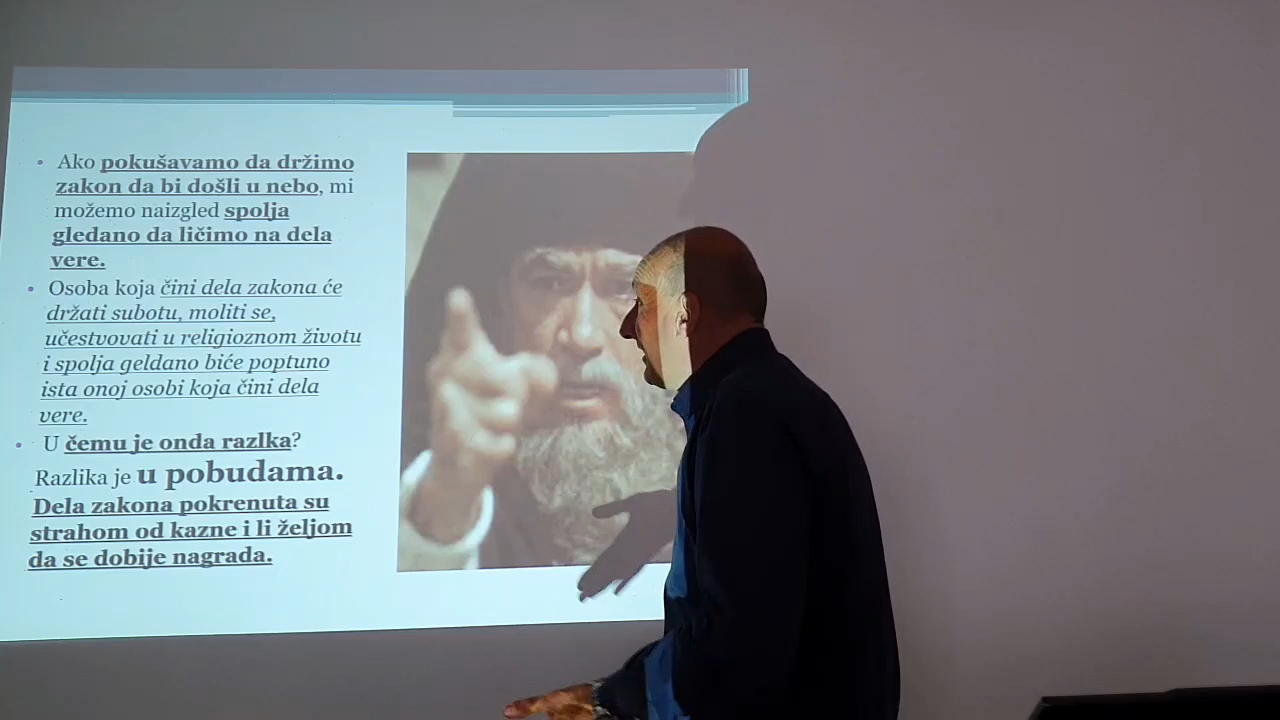 Ako pokušavamo da držimo
zakon da bi došli u nebo, mi
možemo naizgled spolja
gledano da ličimo na dela
vere.
Osoba koja čini dela zakona će
držati subotu, moliti se,
učestvovati u religioznom životu
i spolja geldano biće poptuno
ista onoj osobi koja čini dela
vere.
U čemu je onda razlka?
Razlika je u pobudama.
Dela zakona pokrenuta su
strahom od kazne i li željom
da se dobije nagrada.